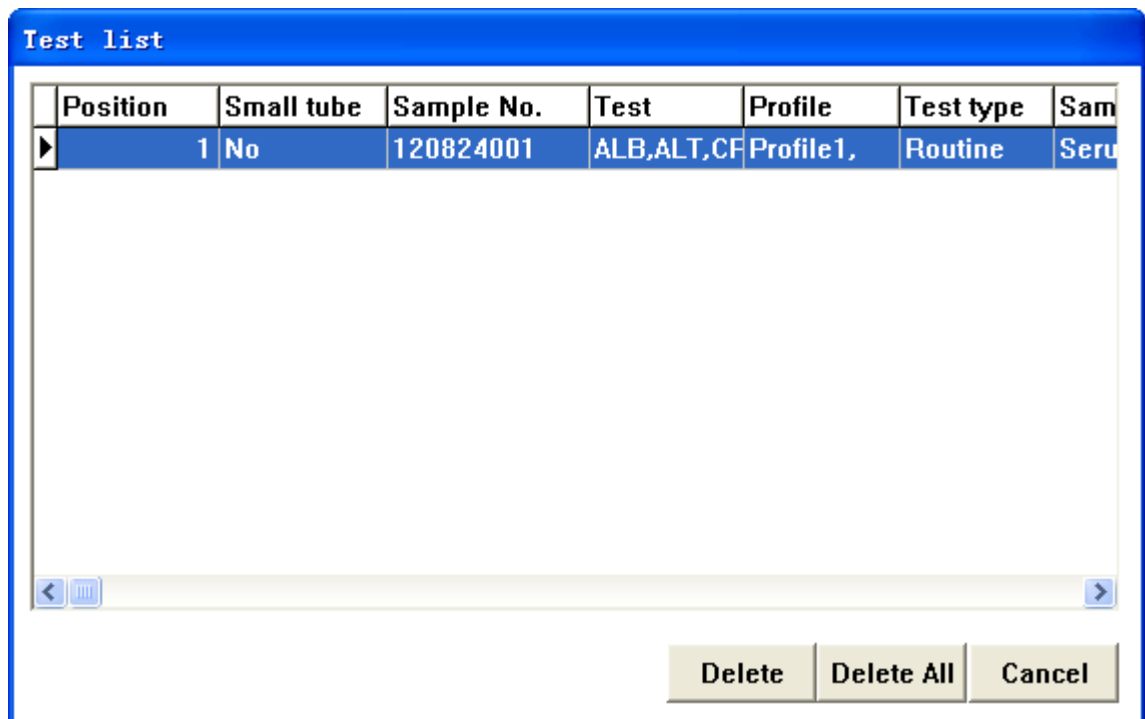 Test list
Position Small tube Sample No. Test Profile Test type Sam
1 No 120824001 ALB,ALT,CF Profile1, Routine Seru
Delete Delete All Cancel